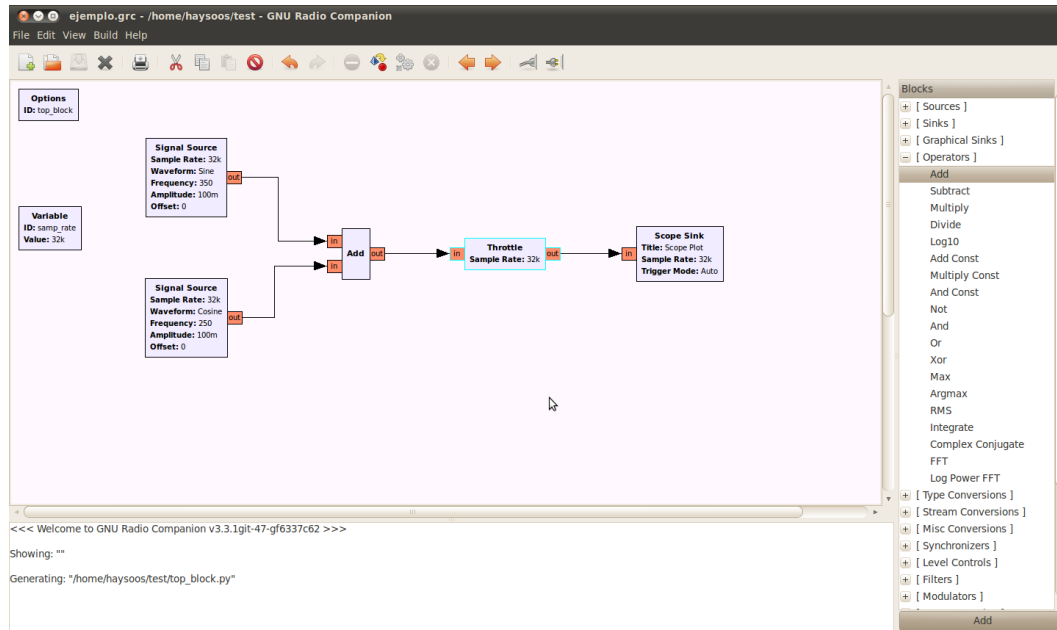 ejemplo.grc - /home/haysoos/test - GNU Radio Companion
File Edit View Build Help
Options
ID: top_block
Signal Source
Sample Rate: 32k
Waveform: Sine
Frequency: 350
Amplitude: 100m
Offset: 0
out
Variable
ID: samp_rate
Value: 32k
in
in
Add
out
in
Throttle
Sample Rate: 32k
out
in
Scope Sink
Title: Scope Plot
Sample Rate: 32k
Trigger Mode: Auto
Signal Source
Sample Rate: 32k
Waveform: Cosine
Frequency: 250
Amplitude: 100m
Offset: 0
out
Blocks
[ Sources ]
[ Sinks ]
[ Graphical Sinks ]
[ Operators ]
Add
Subtract
Multiply
Divide
Log10
Add Const
Multiply Const
And Const
Not
And
Or
Xor
Max
Argmax
RMS
Integrate
Complex Conjugate
FFT
Log Power FFT
[ Type Conversions ]
[ Stream Conversions ]
[ Misc Conversions ]
[ Synchronizers ]
[ Level Controls ]
[ Filters ]
[ Modulators ]
Add
<<< Welcome to GNU Radio Companion v3.3.1git-47-gf6337c62 >>>
Showing: ""
Generating: "/home/haysoos/test/top_block.py"